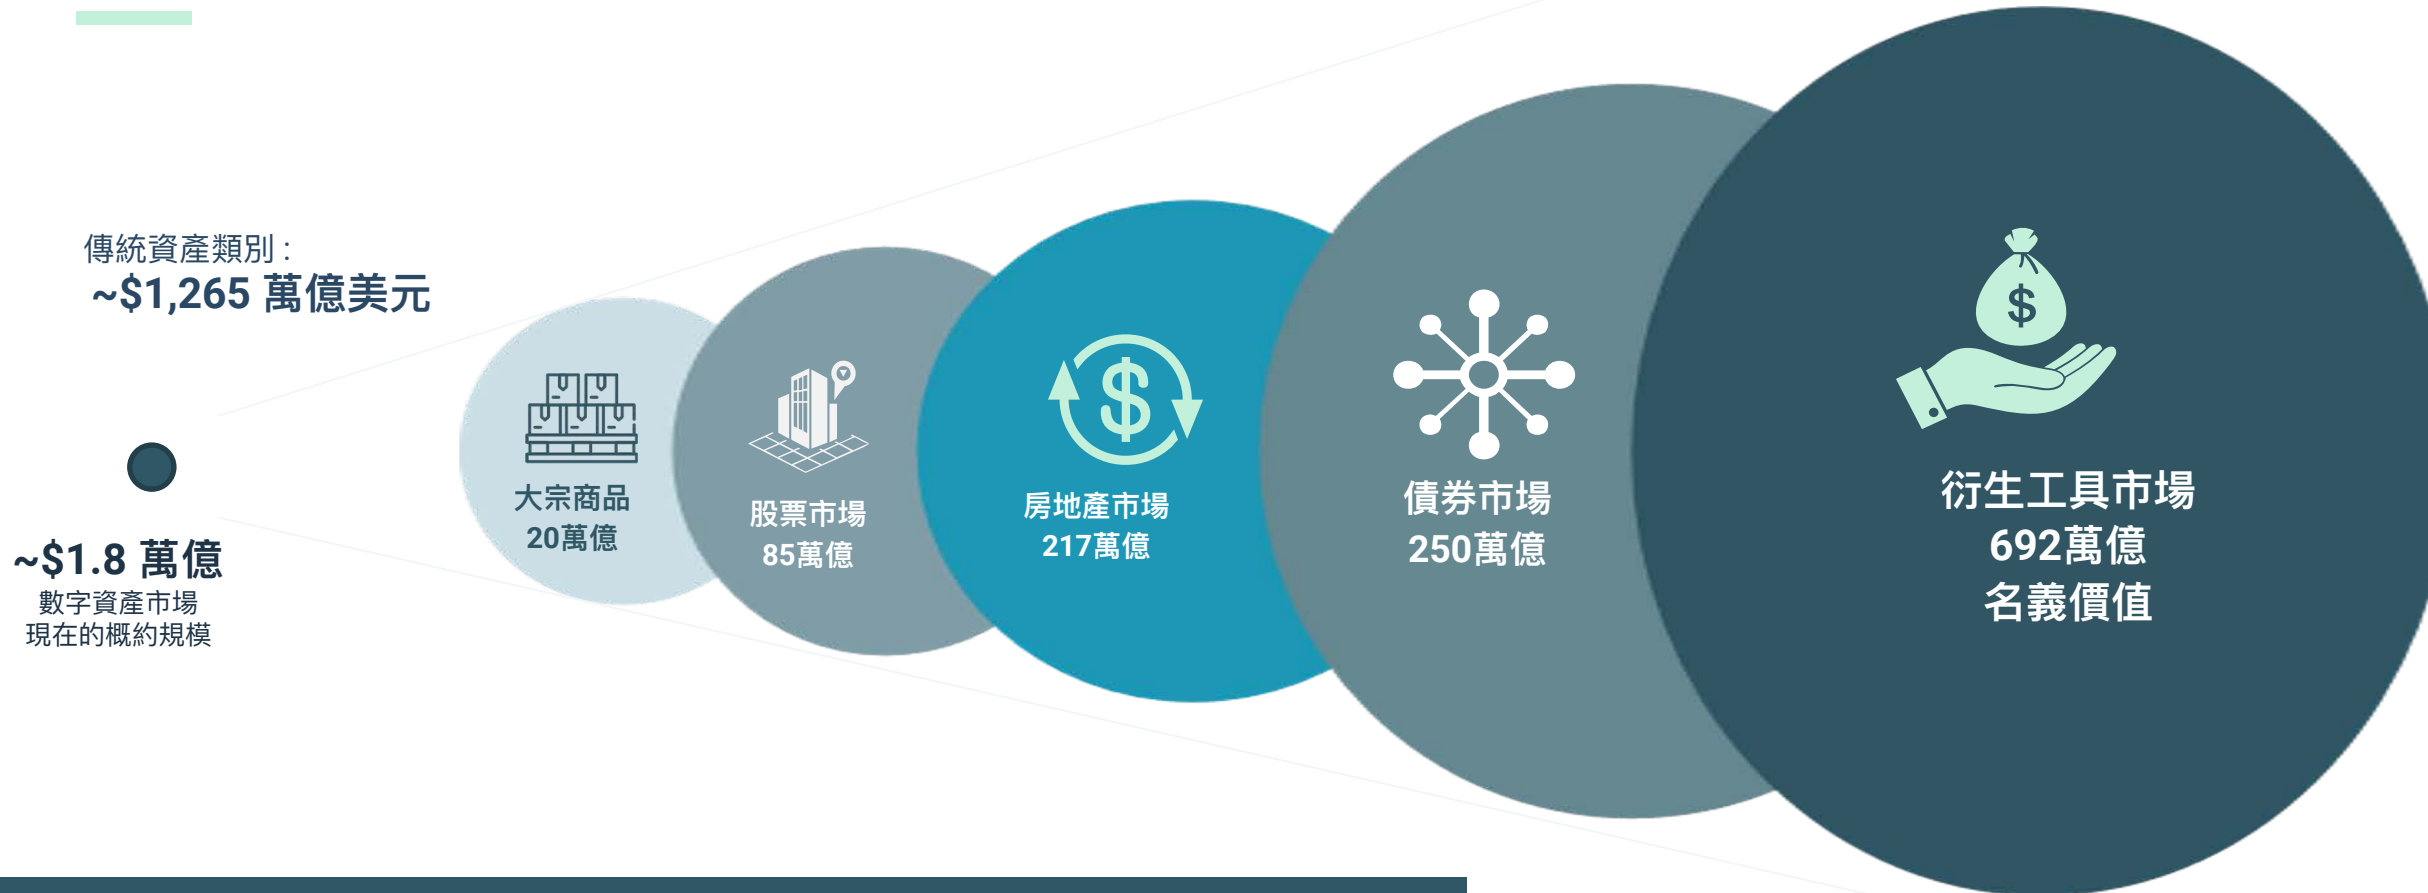 傳統資產類別 :
~$1,265 萬億美元
~$1.8 萬億
數字資產市場
現在的概約規模
大宗商品
20萬億
股票市場
85萬億
房地產市場
217萬億
債券市場
250萬億
衍生工具市場
692萬億
名義價值